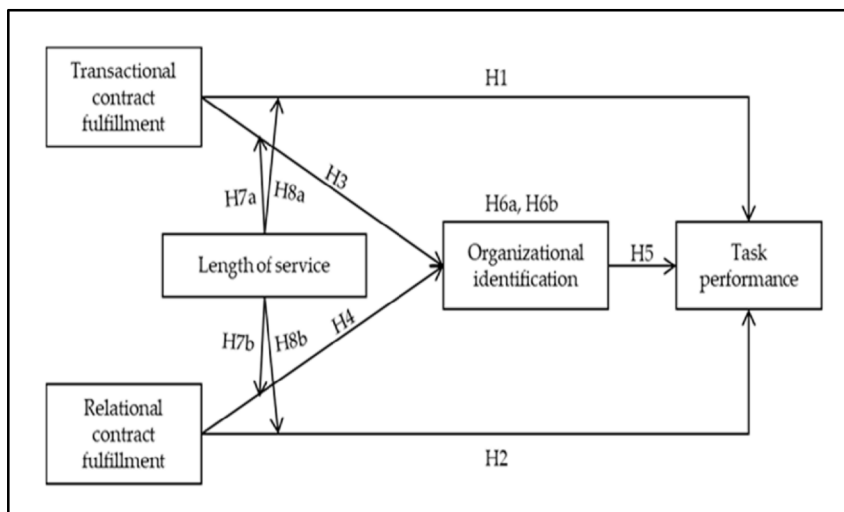 Transactional
contract
fulfillment
H1
H3
H7a
H8a
H6a, H6b
Length of service
Organizational
identification
H5
Task
performance
H4
H7b
H8b
Relational
contract
fulfillment
H2